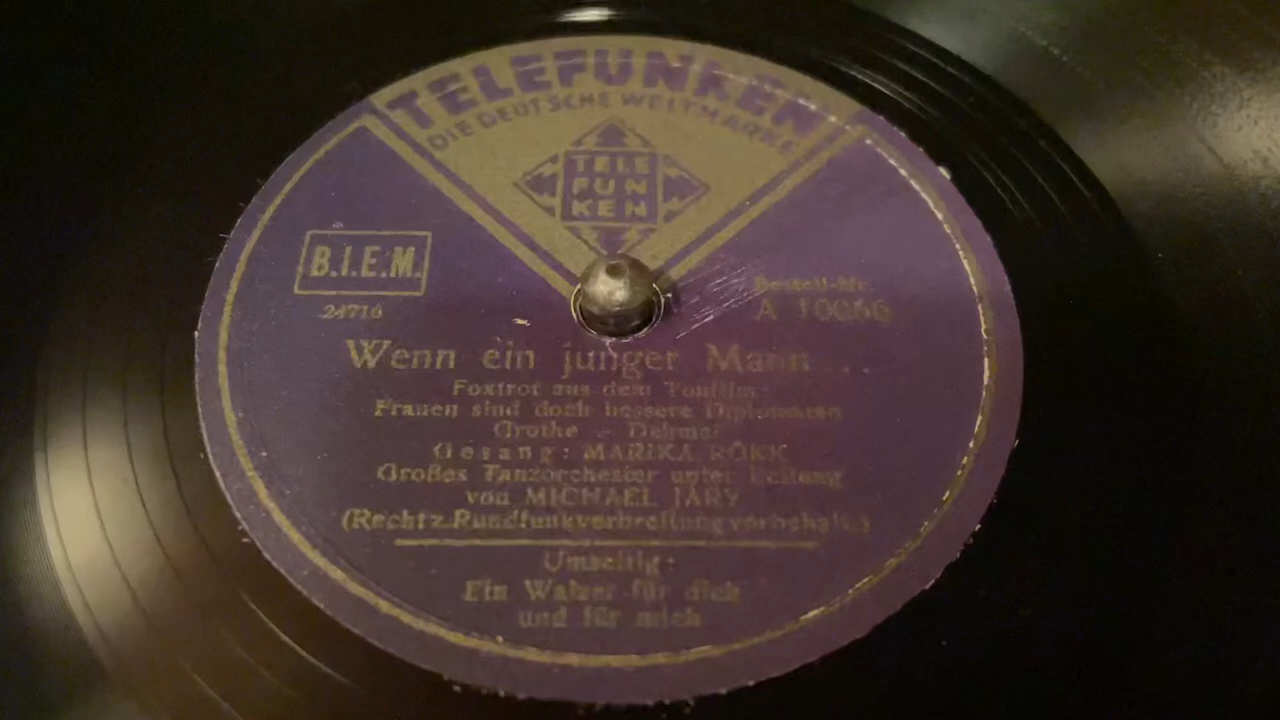 TELEFUNKEN
DIE DEUTSCHE WELTMARKE
TELE
FUN
KEN
B.I.E.M.
24716
Bestell-Nr.
A 10066
Wenn ein junger Mann...
Foxtrot aus dem Tonfilm:
Frauen sind doch bessere Diplomaten
Grothe - Dehmel
Gesang: MARIKA RÖKK
Großes Tanzorchester unter Leitung
von MICHAEL JARY
(Recht z. Rundfunkverbreitung vorbehalt.)
Umseitig:
Ein Walzer für dich
und für mich